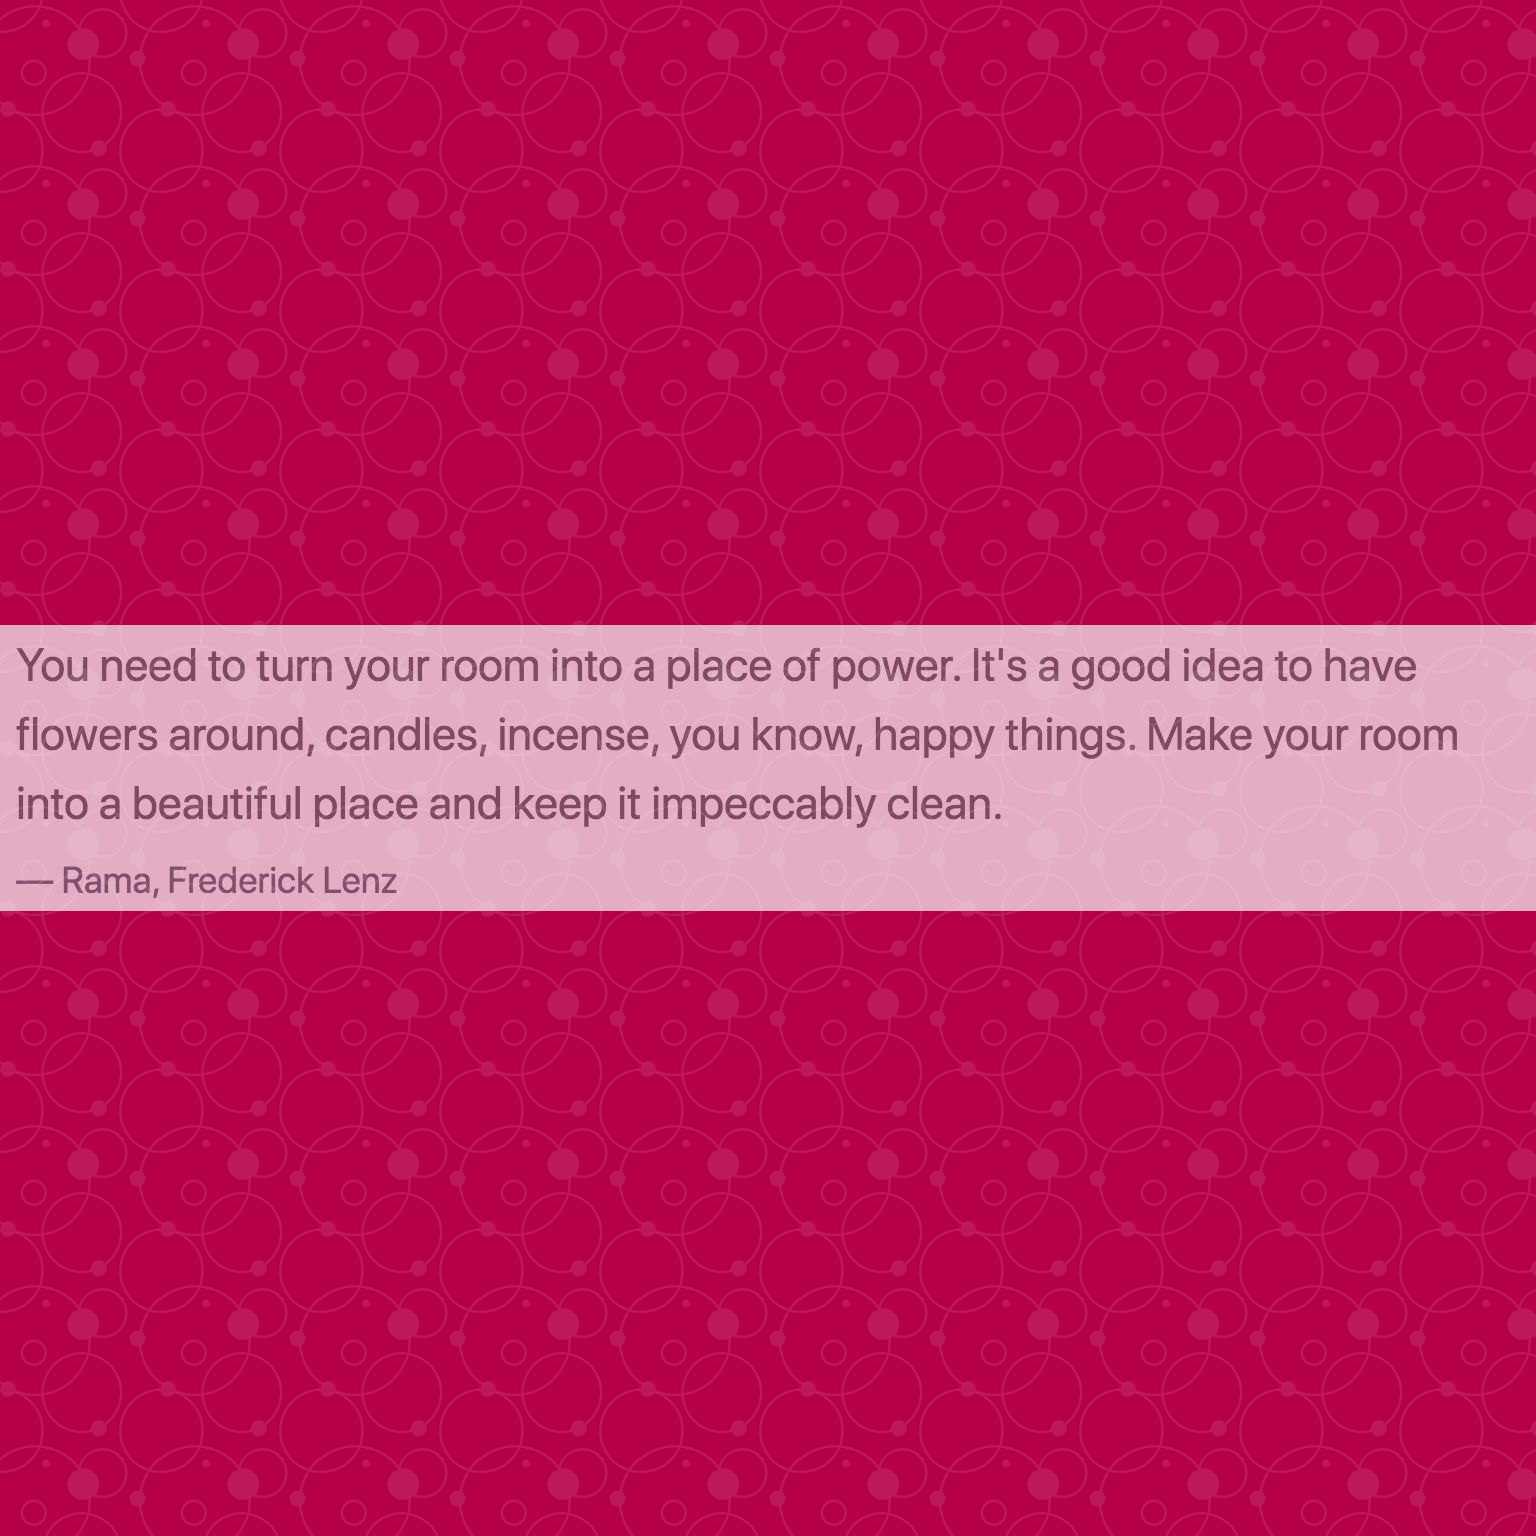 You need to turn your room into a place of power. It's a good idea to have
flowers around, candles, incense, you know, happy things. Make your room
into a beautiful place and keep it impeccably clean.
— Rama, Frederick Lenz